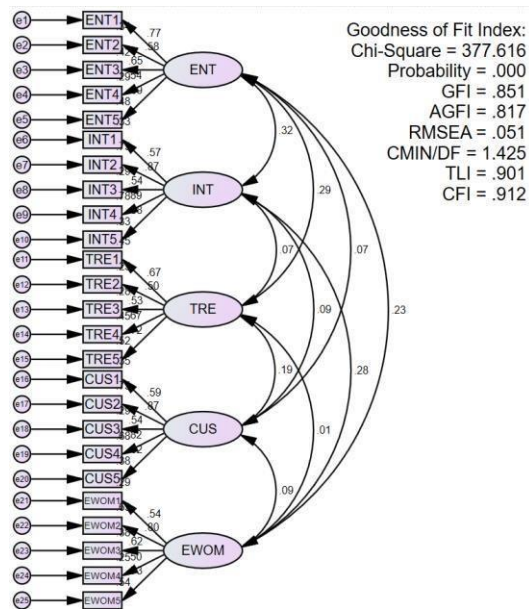 Goodness of Fit Index:
Chi-Square = 377.616
Probability = .000
GFI = .851
AGFI = .817
RMSEA = .051
CMIN/DF = 1.425
TLI = .901
CFI = .912
e1 ENT1 .77
e2 ENT2 .58
e3 ENT3 .65
e4 ENT4
e5 ENT5
ENT
.32
e6 INT1 .57
e7 INT2
e8 INT3 .54
e9 INT4
e10 INT5
INT
.29
.07
.07
e11 TRE1 .67
e12 TRE2 .50
e13 TRE3 .53
e14 TRE4
e15 TRE5
TRE
.09
.23
.28
.19
.01
e16 CUS1 .59
e17 CUS2
e18 CUS3 .54
e19 CUS4
e20 CUS5
CUS
.09
e21 EWOM1 .54
e22 EWOM2 .80
e23 EWOM3 .62
e24 EWOM4
e25 EWOM5
EWOM